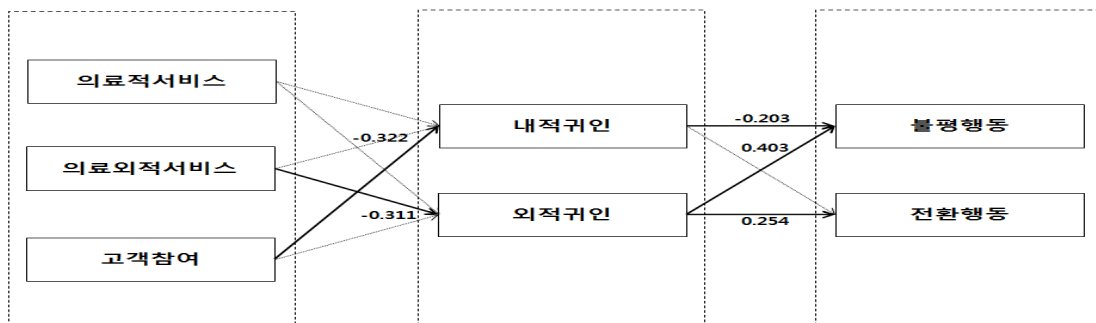 의료적서비스
의료외적서비스
고객참여
-0.322
-0.311
내적귀인
외적귀인
-0.203
0.403
0.254
불평행동
전환행동